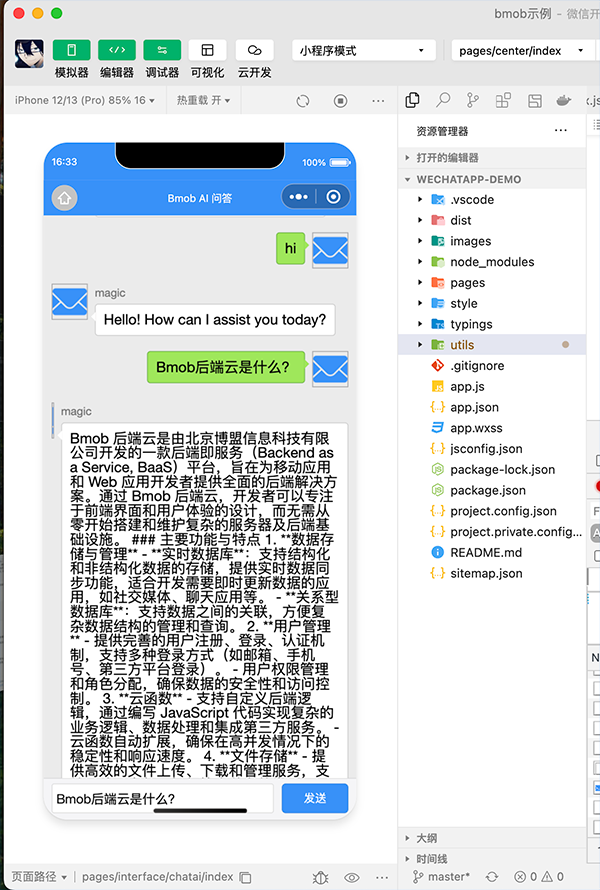 bmob示例 - 微信开
模拟器 编辑器 调试器 可视化 云开发
小程序模式
pages/center/index
iPhone 12/13 (Pro) 85% 16
热重载 开
16:33
100%
Bmob AI 问答
hi
magic
Hello! How can I assist you today?
Bmob后端云是什么?
magic
Bmob 后端云是由北京博盟信息科技有限
公司开发的一款后端即服务（Backend as
a Service, BaaS）平台，旨在为移动应用
和 Web 应用开发者提供全面的后端解决方
案。通过 Bmob 后端云，开发者可以专注
于前端界面和用户体验的设计，而无需从
零开始搭建和维护复杂的服务器及后端基
础设施。 ### 主要功能与特点 1. **数据存
储与管理** - **实时数据库**：支持结构化
和非结构化数据的存储，提供实时数据同
步功能，适合开发需要即时更新数据的应
用，如社交媒体、聊天应用等。 - **关系型
数据库**：支持数据之间的关联，方便复
杂数据结构的管理和查询。 2. **用户管理
** - 提供完善的用户注册、登录、认证机
制，支持多种登录方式（如邮箱、手机
号、第三方平台登录）。 - 用户权限管理
和角色分配，确保数据的安全性和访问控
制。 3. **云函数** - 支持自定义后端逻
辑，通过编写 JavaScript 代码实现复杂的
业务逻辑、数据处理和集成第三方服务。 -
云函数自动扩展，确保在高并发情况下的
稳定性和响应速度。 4. **文件存储** - 提
供高效的文件上传、下载和管理服务，支
Bmob后端云是什么?
发送
页面路径
pages/interface/chatai/index
资源管理器
打开的编辑器
WECHATAPP-DEMO
.vscode
dist
images
node_modules
pages
style
typings
utils
.gitignore
app.js
app.json
app.wxss
jsconfig.json
package-lock.json
package.json
project.config.json
project.private.config...
README.md
sitemap.json
大纲
时间线
master*
0
0